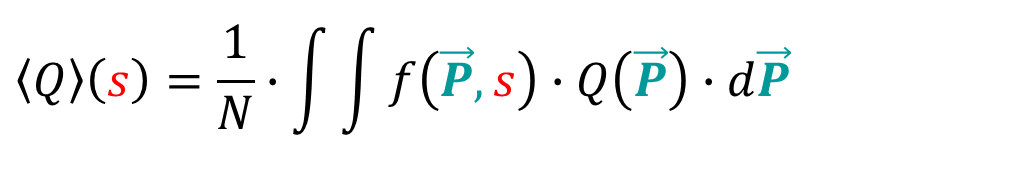 ⟨Q⟩(s) = 1/N · ∫ ∫ f(P⃗, s) · Q(P⃗) · dP⃗